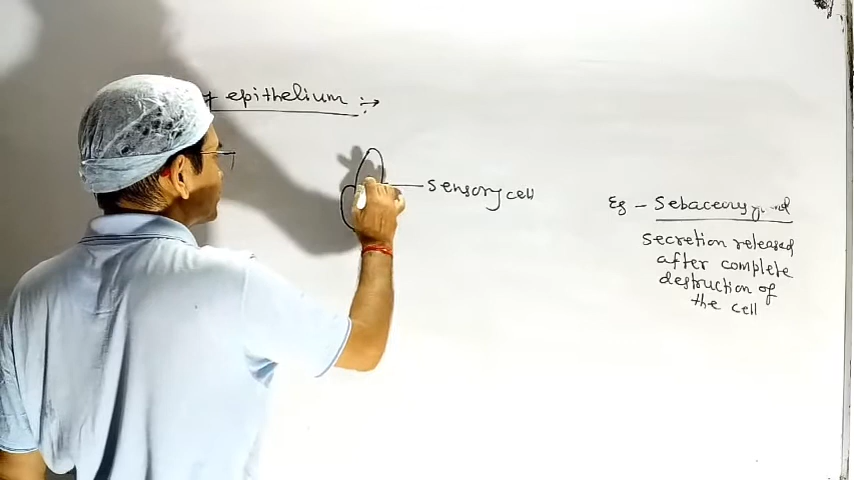 epithelium :→
Sensory cell
Eg - Sebaceous gland
Secretion released
after complete
destruction of
the cell